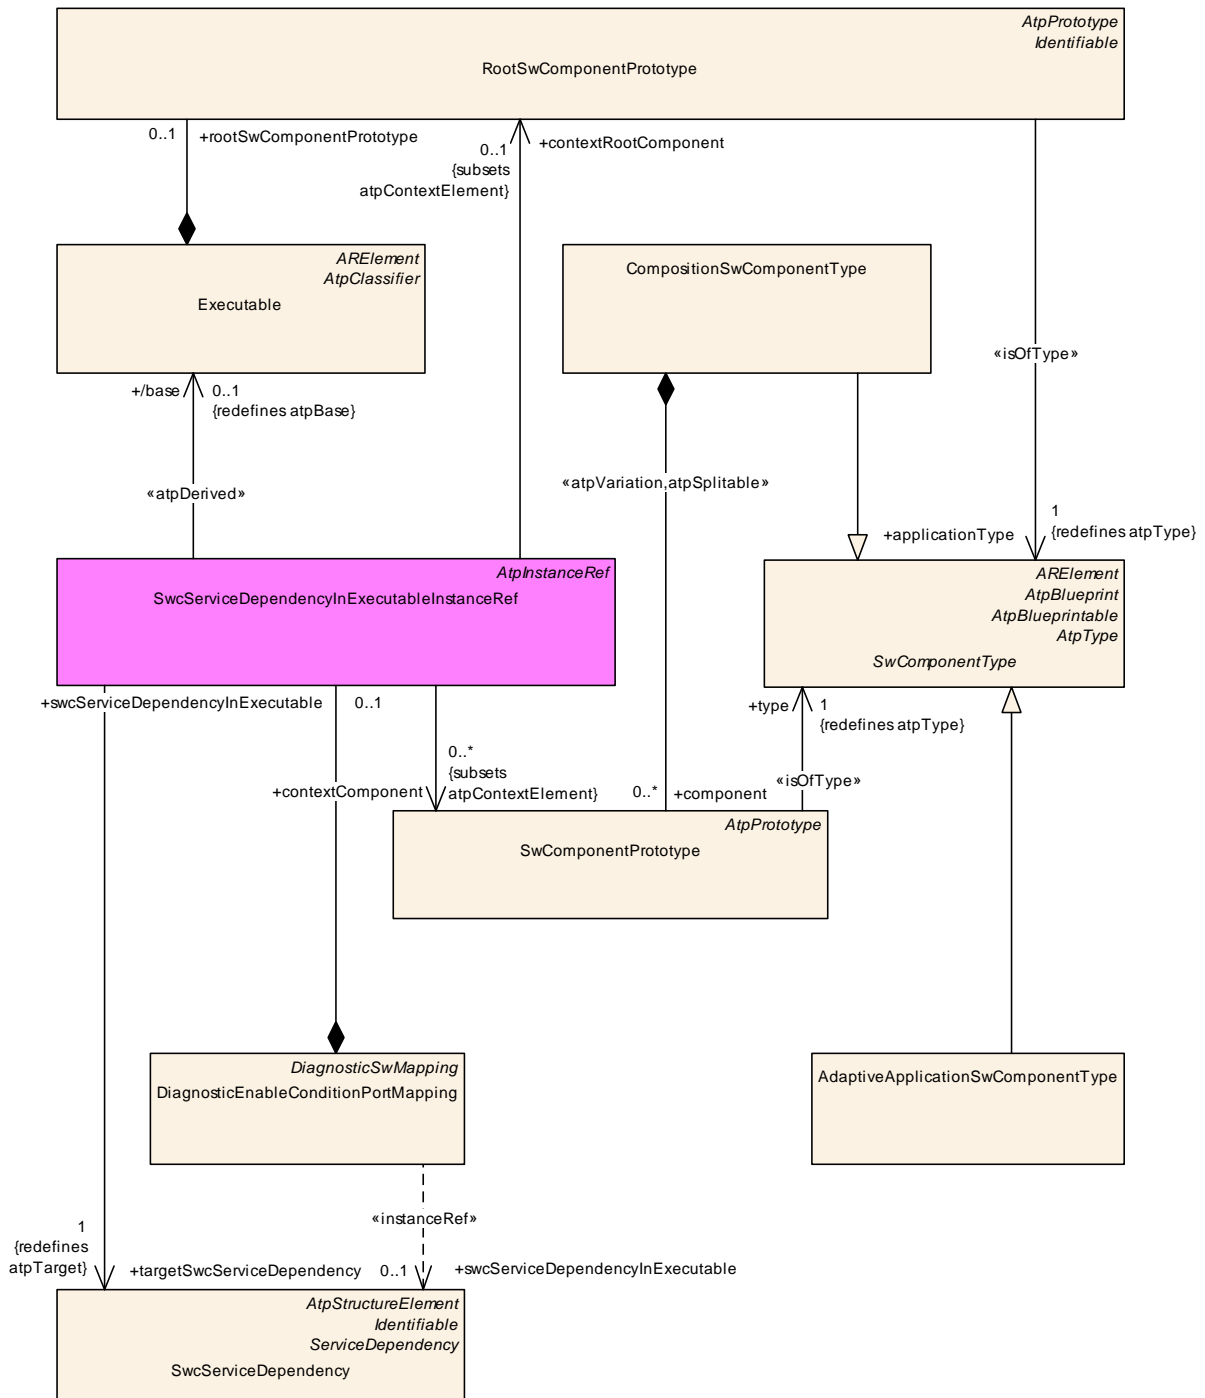 AtpPrototype
Identifiable
RootSwComponentPrototype
0..1
+rootSwComponentPrototype
0..1
{subsets
atpContextElement}
+contextRootComponent
ARElement
AtpClassifier
Executable
CompositionSwComponentType
«isOfType»
+/base
0..1
{redefines atpBase}
«atpVariation,atpSplitable»
«atpDerived»
+applicationType
1
{redefines atpType}
AtpInstanceRef
SwcServiceDependencyInExecutableInstanceRef
ARElement
AtpBlueprint
AtpBlueprintable
AtpType
SwComponentType
+swcServiceDependencyInExecutable
0..1
+type
1
{redefines atpType}
0..*
{subsets
atpContextElement}
+contextComponent
«isOfType»
0..*
+component
AtpPrototype
SwComponentPrototype
DiagnosticSwMapping
DiagnosticEnableConditionPortMapping
AdaptiveApplicationSwComponentType
«instanceRef»
1
{redefines
atpTarget}
+targetSwcServiceDependency
0..1
+swcServiceDependencyInExecutable
AtpStructureElement
Identifiable
ServiceDependency
SwcServiceDependency